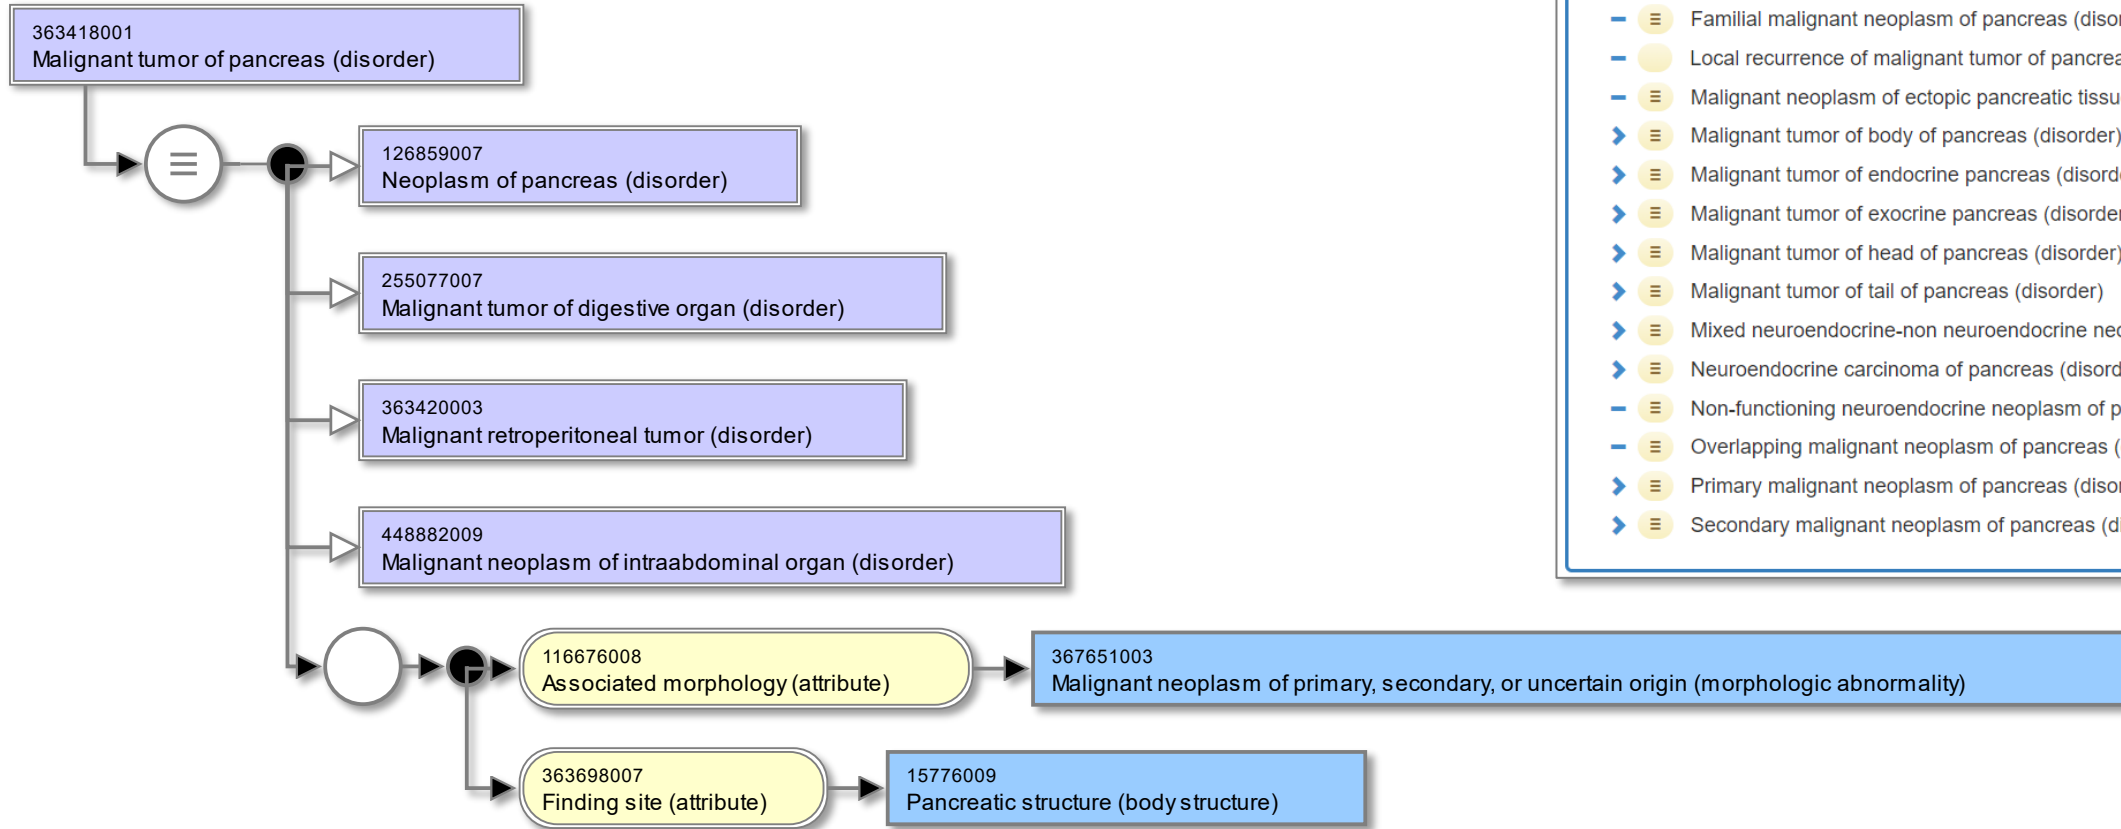 363418001
Malignant tumor of pancreas (disorder)
126859007
Neoplasm of pancreas (disorder)
255077007
Malignant tumor of digestive organ (disorder)
363420003
Malignant retroperitoneal tumor (disorder)
448882009
Malignant neoplasm of intraabdominal organ (disorder)
116676008
Associated morphology (attribute)
367651003
Malignant neoplasm of primary, secondary, or uncertain origin (morphologic abnormality)
363698007
Finding site (attribute)
15776009
Pancreatic structure (body structure)
Familial malignant neoplasm of pancreas
Local recurrence of malignant tumor of
Malignant neoplasm of ectopic pancreatic
Malignant tumor of body of pancreas (disorder)
Malignant tumor of endocrine pancreas
Malignant tumor of exocrine pancreas
Malignant tumor of head of pancreas (disorder)
Malignant tumor of tail of pancreas (disorder)
Mixed neuroendocrine-non neuroendocrine
Neuroendocrine carcinoma of pancreas
Non-functioning neuroendocrine neoplasm of
Overlapping malignant neoplasm of pancreas (
Primary malignant neoplasm of pancreas
Secondary malignant neoplasm of pancreas